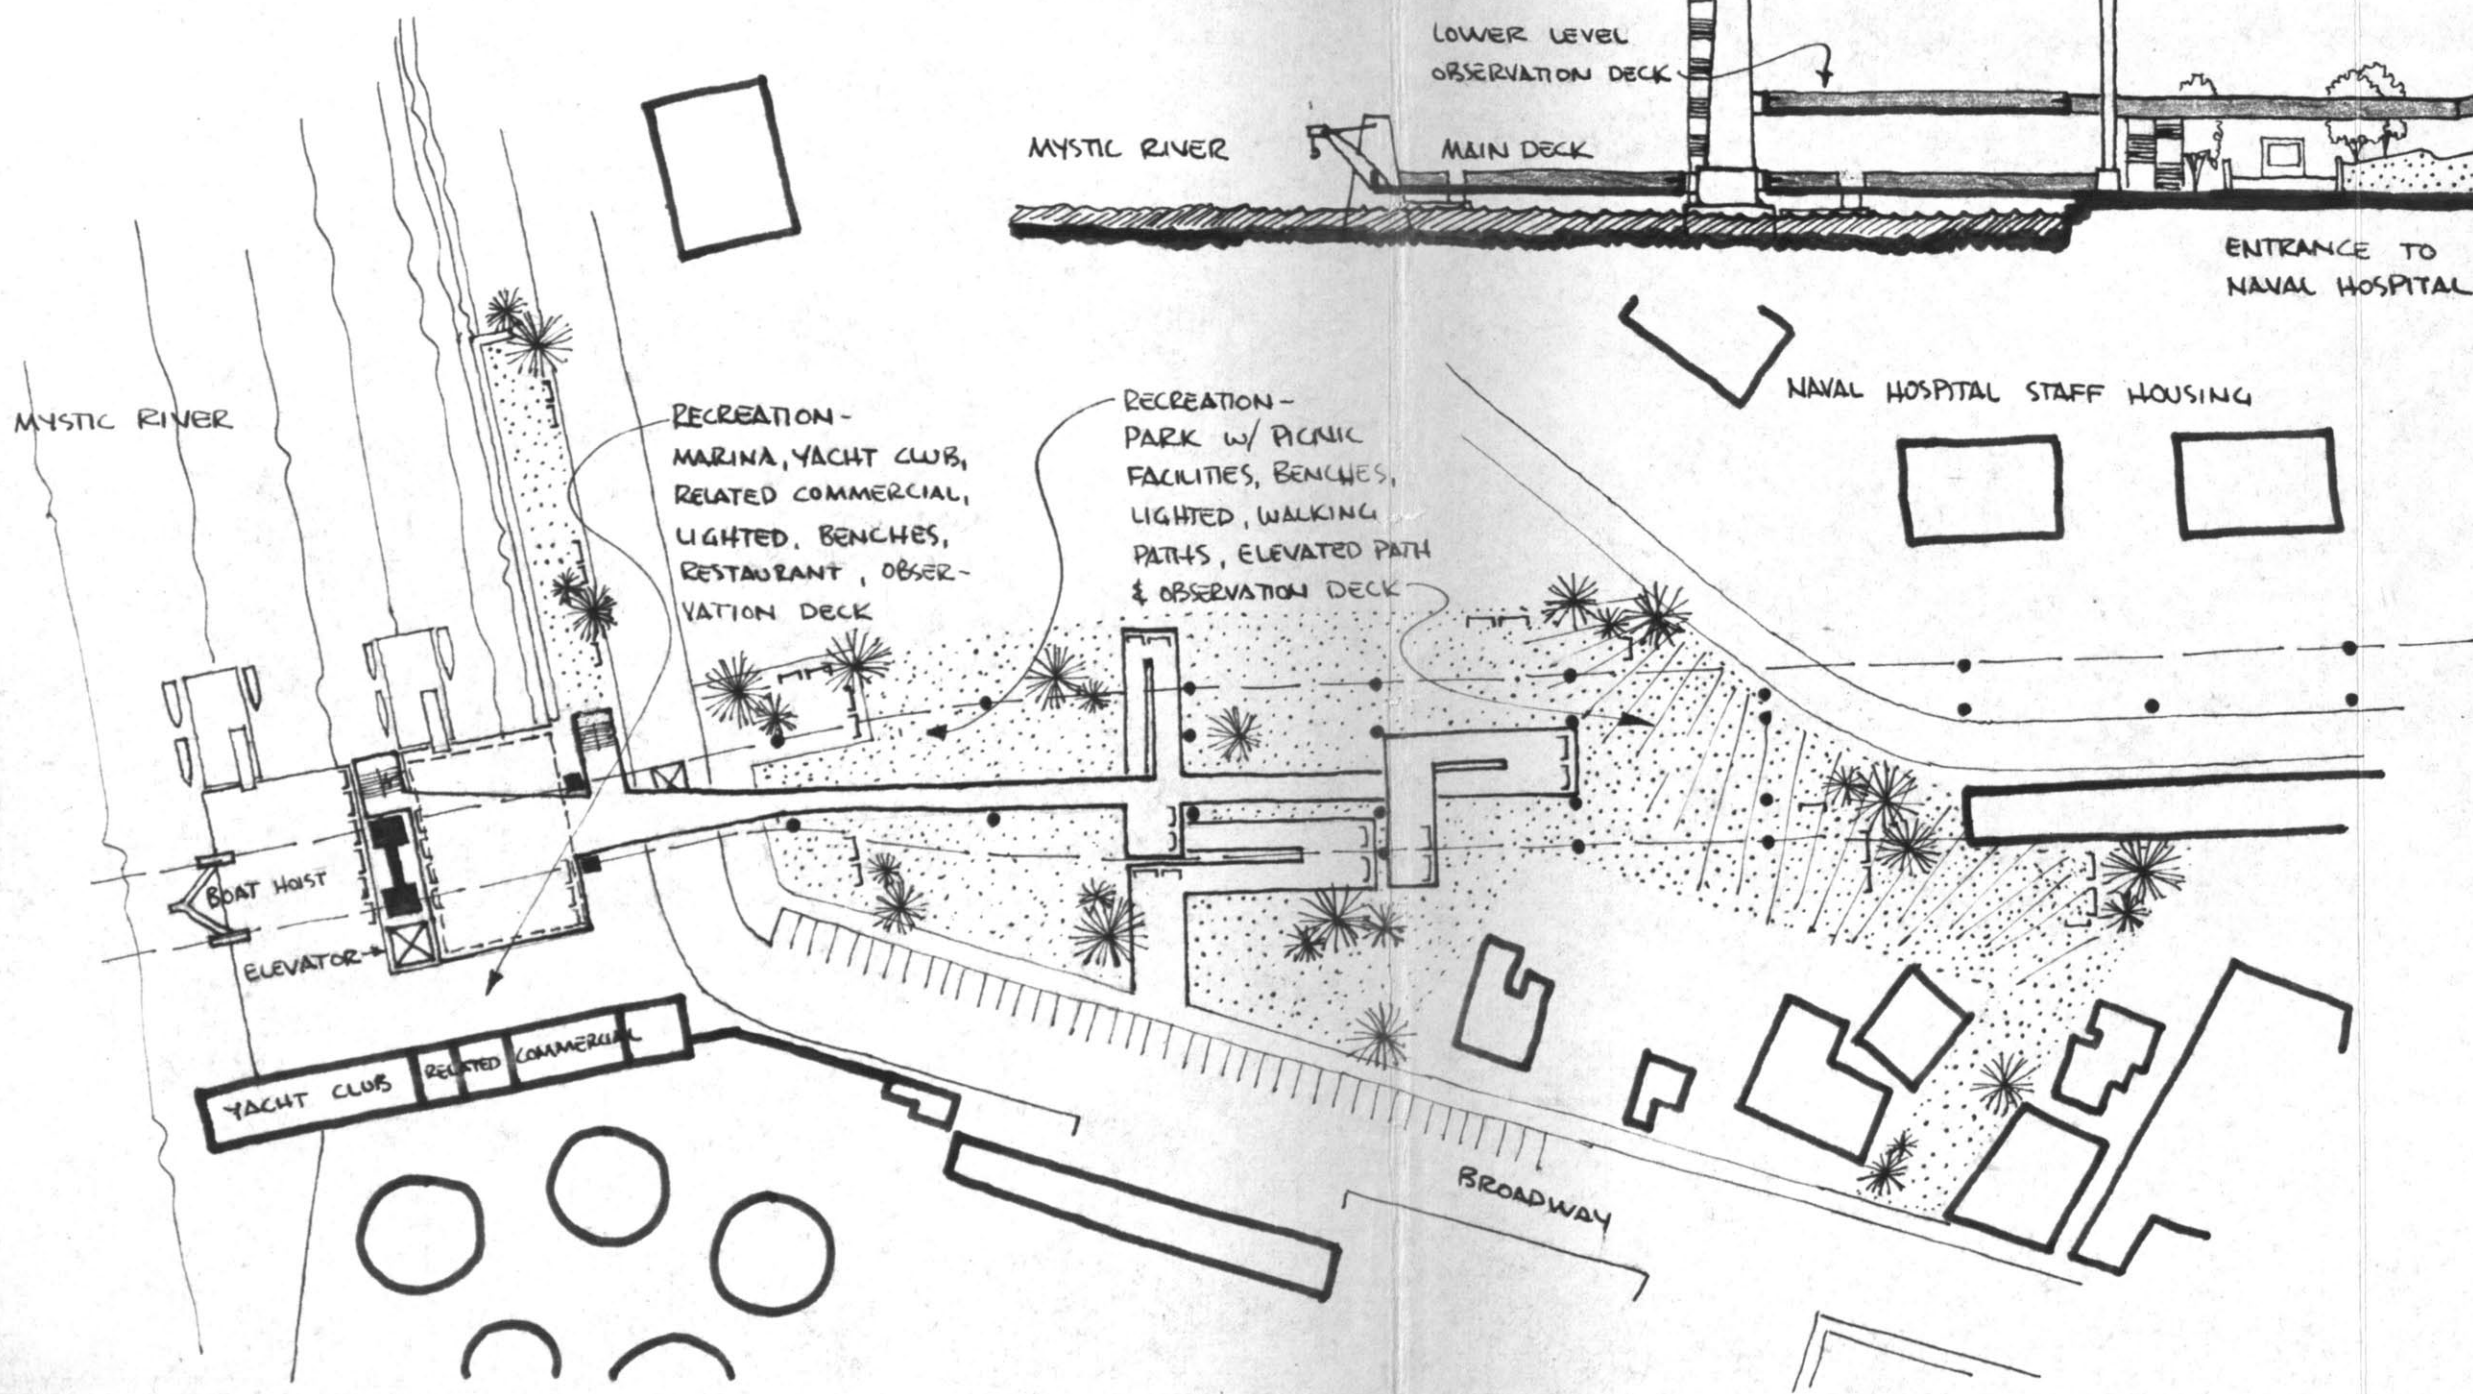 LOWER LEVEL
OBSERVATION DECK
MYSTIC RIVER
MAIN DECK
ENTRANCE TO
NAVAL HOSPITAL
NAVAL HOSPITAL STAFF HOUSING
MYSTIC RIVER
RECREATION-
MARINA, YACHT CLUB,
RELATED COMMERCIAL,
LIGHTED, BENCHES,
RESTAURANT, OBSER-
VATION DECK
RECREATION-
PARK W/ PICNIC
FACILITIES, BENCHES,
LIGHTED, WALKING
PATHS, ELEVATED PATH
& OBSERVATION DECK
BOAT HOIST
ELEVATOR
YACHT CLUB
RELATED COMMERCIAL
BROADWAY